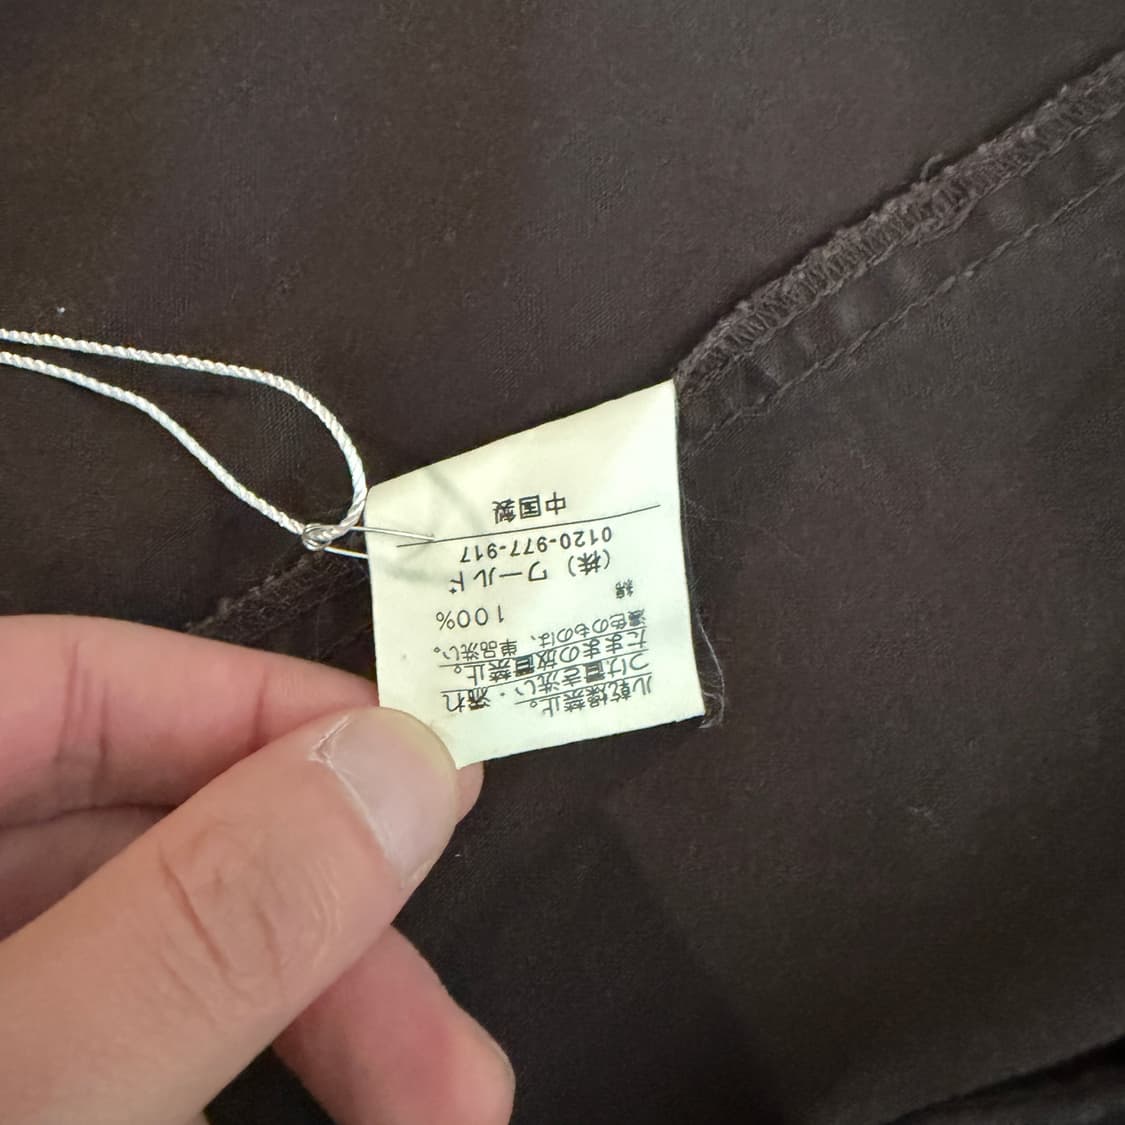 ル乾燥禁止。
つけ置き洗い・濡れ
たままの放置禁止。
濃色のものは、単品洗い。
綿 100%
(株) ワールド
0120-977-917
中国製